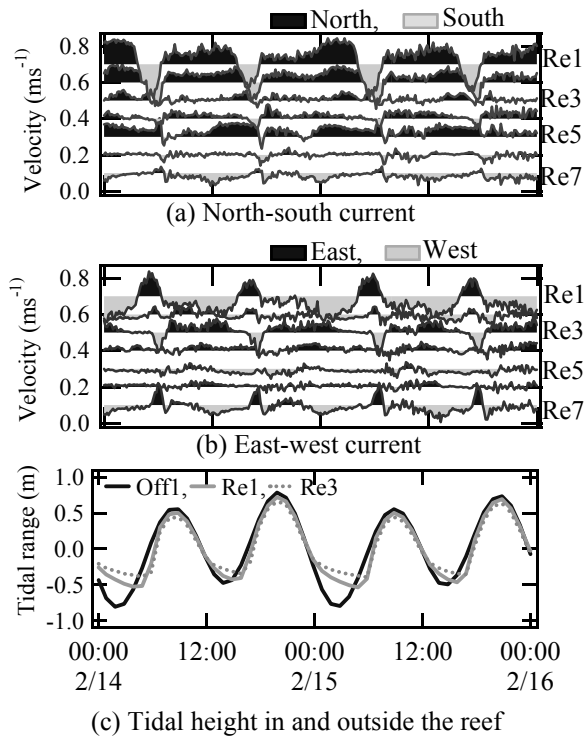 North, South
0.8
0.6
0.4
0.2
0.0
Velocity (ms-1)
Re1
Re3
Re5
Re7
(a) North-south current
East, West
0.8
0.6
0.4
0.2
0.0
Velocity (ms-1)
Re1
Re3
Re5
Re7
(b) East-west current
1.0
0.5
0.0
-0.5
-1.0
Tidal range (m)
Off1, Re1, Re3
00:00 12:00 00:00 12:00 00:00
2/14 2/15 2/16
(c) Tidal height in and outside the reef